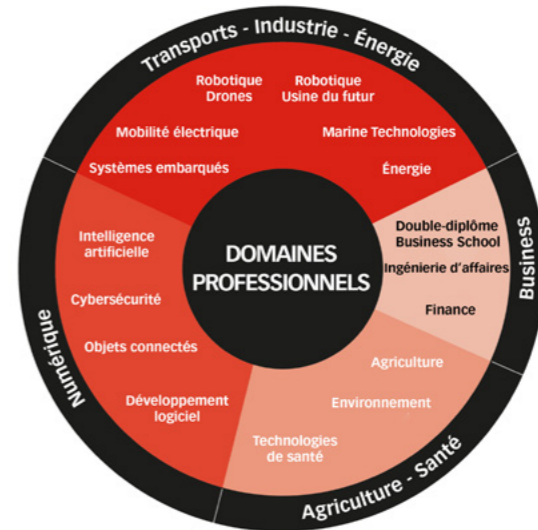 Transports - Industrie - Énergie
Robotique
Drones
Robotique
Usine du futur
Mobilité électrique
Marine Technologies
Systèmes embarqués
Énergie
Business
Double-diplôme
Business School
Ingénierie d'affaires
Finance
DOMAINES
PROFESSIONNELS
Numérique
Intelligence
artificielle
Cybersécurité
Objets connectés
Développement
logiciel
Agriculture - Santé
Agriculture
Environnement
Technologies
de santé